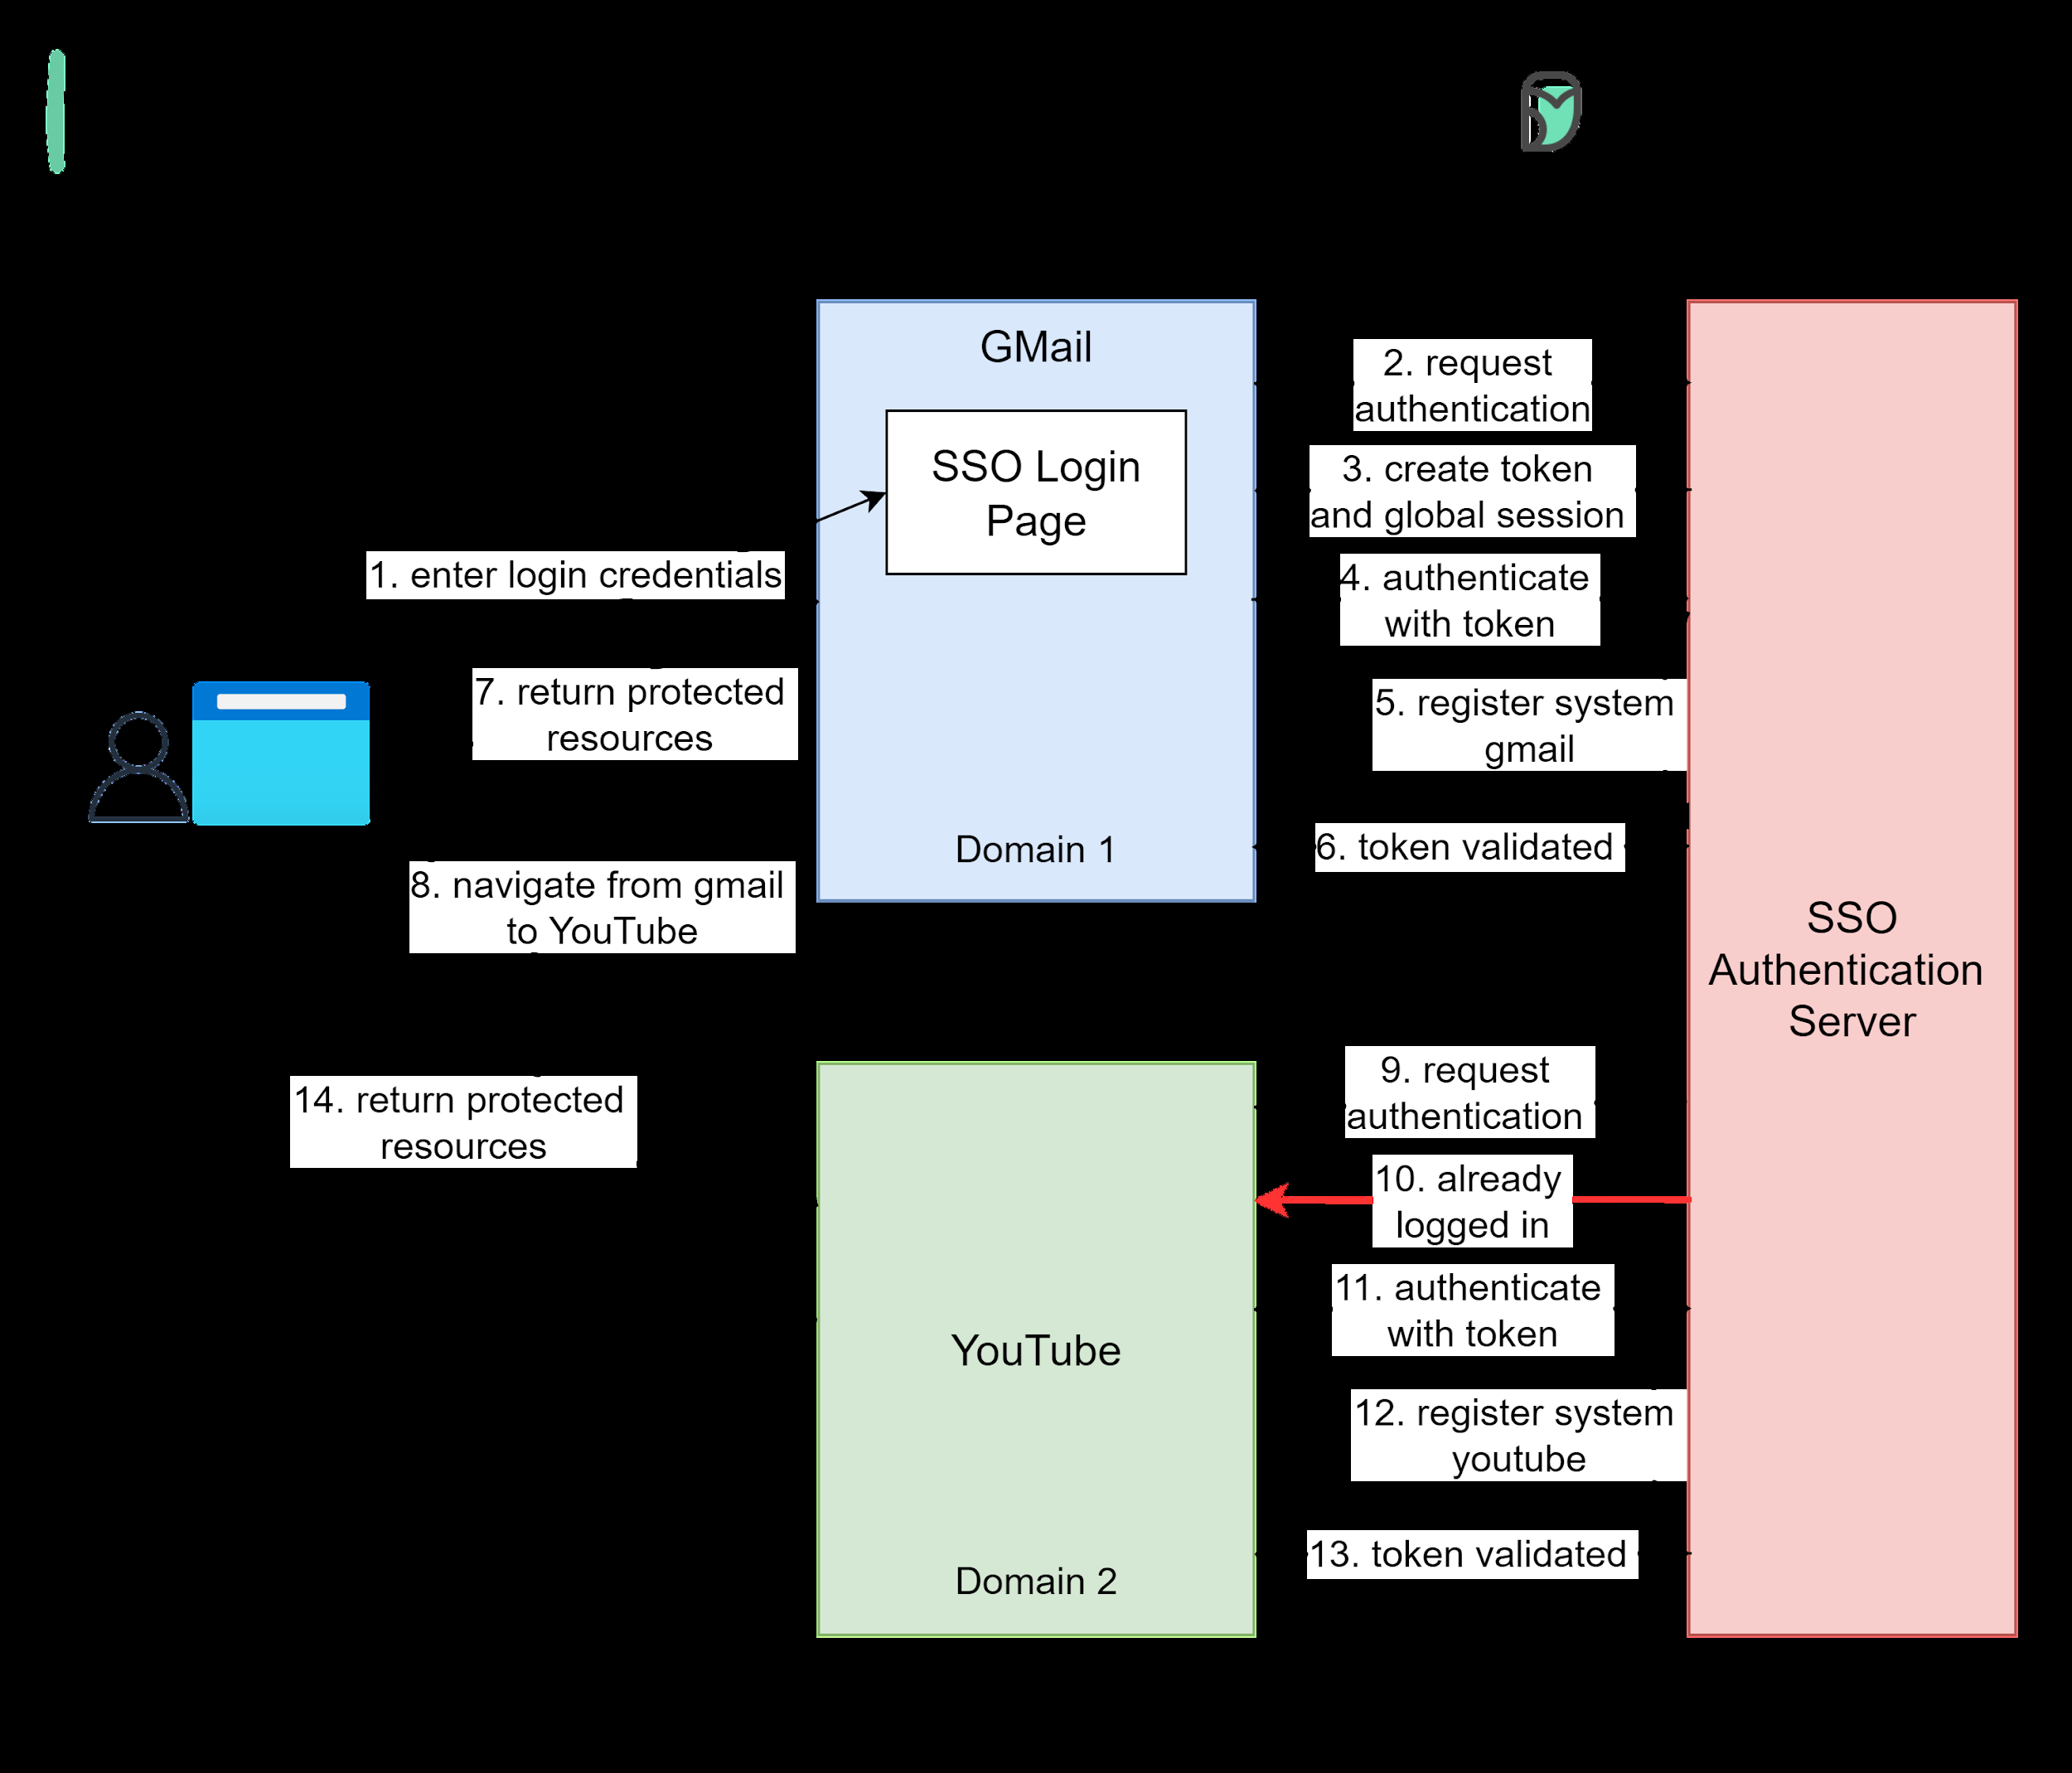 GMail
SSO Login
Page
1. enter login credentials
2. request
authentication
3. create token
and global session
4. authenticate
with token
5. register system
gmail
6. token validated
7. return protected
resources
Domain 1
8. navigate from gmail
to YouTube
SSO
Authentication
Server
9. request
authentication
10. already
logged in
11. authenticate
with token
12. register system
youtube
13. token validated
14. return protected
resources
YouTube
Domain 2